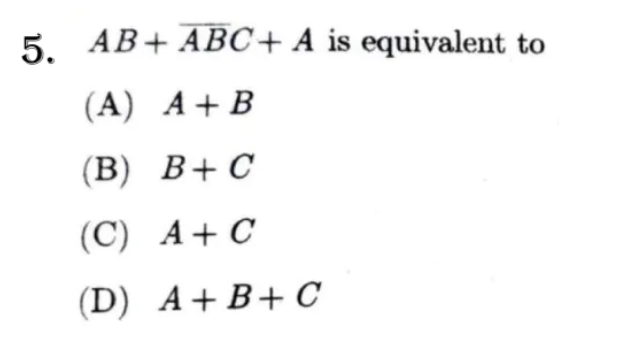 5. AB + \overline{AB}C + A is equivalent to
(A) A + B
(B) B + C
(C) A + C
(D) A + B + C